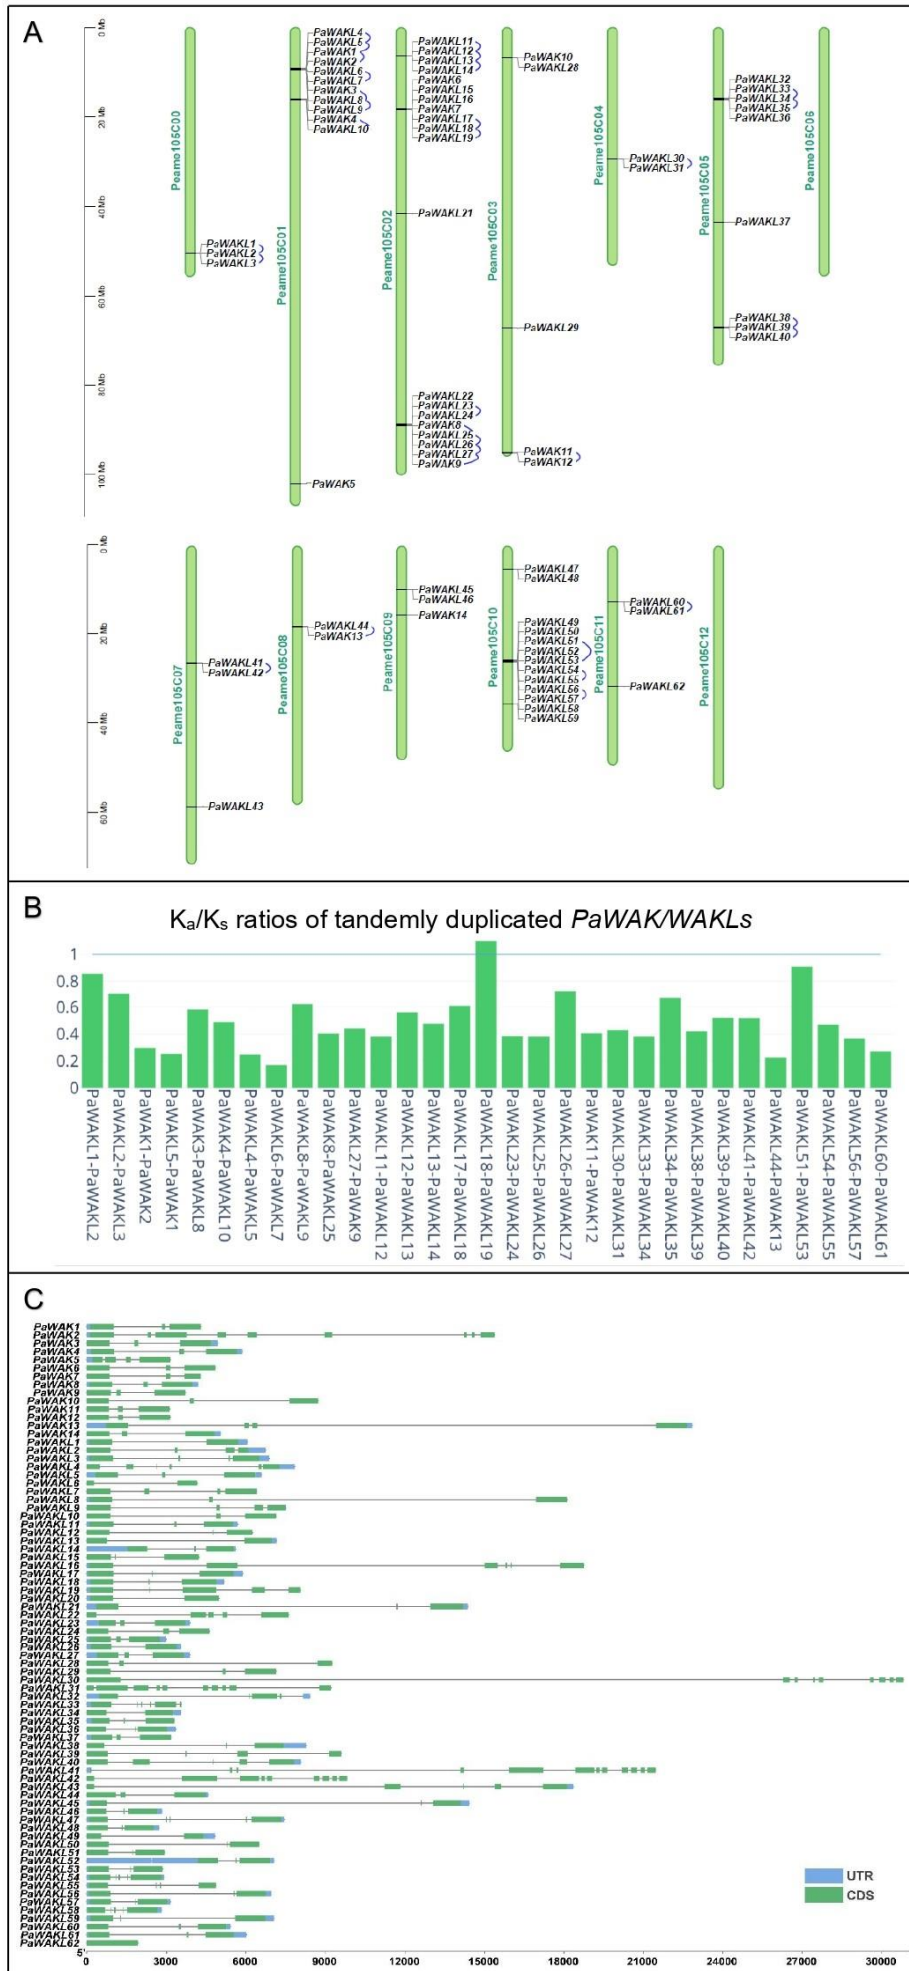 A
0 Mb
20 Mb
40 Mb
60 Mb
80 Mb
100 Mb
Peame105C00
PaWAKL1
PaWAKL2
PaWAKL3
Peame105C01
PaWAKL4
PaWAKL5
PaWAK1
PaWAK2
PaWAKL6
PaWAKL7
PaWAK3
PaWAKL8
PaWAKL9
PaWAK4
PaWAKL10
PaWAK5
Peame105C02
PaWAKL11
PaWAKL12
PaWAKL13
PaWAKL14
PaWAK6
PaWAKL15
PaWAKL16
PaWAK7
PaWAKL17
PaWAKL18
PaWAKL19
PaWAKL21
PaWAKL22
PaWAKL23
PaWAKL24
PaWAK8
PaWAKL25
PaWAKL26
PaWAKL27
PaWAK9
Peame105C03
PaWAK10
PaWAKL28
PaWAKL29
PaWAK11
PaWAK12
Peame105C04
PaWAKL30
PaWAKL31
Peame105C05
PaWAKL32
PaWAKL33
PaWAKL34
PaWAKL35
PaWAKL36
PaWAKL37
PaWAKL38
PaWAKL39
PaWAKL40
Peame105C06
0 Mb
20 Mb
40 Mb
60 Mb
Peame105C07
PaWAKL41
PaWAKL42
PaWAKL43
Peame105C08
PaWAKL44
PaWAK13
Peame105C09
PaWAKL45
PaWAKL46
PaWAK14
Peame105C10
PaWAKL47
PaWAKL48
PaWAKL49
PaWAKL50
PaWAKL51
PaWAKL52
PaWAKL53
PaWAKL54
PaWAKL55
PaWAKL56
PaWAKL57
PaWAKL58
PaWAKL59
Peame105C11
PaWAKL60
PaWAKL61
PaWAKL62
Peame105C12
B
Ka/Ks ratios of tandemly duplicated PaWAK/WAKLs
1
0.8
0.6
0.4
0.2
0
PaWAKL1-PaWAKL2
PaWAKL2-PaWAKL3
PaWAK1-PaWAK2
PaWAKL5-PaWAK1
PaWAK3-PaWAKL8
PaWAK4-PaWAKL10
PaWAKL4-PaWAKL5
PaWAKL6-PaWAKL7
PaWAKL8-PaWAKL9
PaWAK8-PaWAKL25
PaWAKL27-PaWAK9
PaWAKL11-PaWAKL12
PaWAKL12-PaWAKL13
PaWAKL13-PaWAKL14
PaWAKL17-PaWAKL18
PaWAKL18-PaWAKL19
PaWAKL23-PaWAKL24
PaWAKL25-PaWAKL26
PaWAKL26-PaWAKL27
PaWAK11-PaWAK12
PaWAKL30-PaWAKL31
PaWAKL33-PaWAKL34
PaWAKL34-PaWAKL35
PaWAKL38-PaWAKL39
PaWAKL39-PaWAKL40
PaWAKL41-PaWAKL42
PaWAKL44-PaWAK13
PaWAKL51-PaWAKL53
PaWAKL54-PaWAKL55
PaWAKL56-PaWAKL57
PaWAKL60-PaWAKL61
C
PaWAK1
PaWAK2
PaWAK3
PaWAK4
PaWAK5
PaWAK6
PaWAK7
PaWAK8
PaWAK9
PaWAK10
PaWAK11
PaWAK12
PaWAK13
PaWAK14
PaWAKL1
PaWAKL2
PaWAKL3
PaWAKL4
PaWAKL5
PaWAKL6
PaWAKL7
PaWAKL8
PaWAKL9
PaWAKL10
PaWAKL11
PaWAKL12
PaWAKL13
PaWAKL14
PaWAKL15
PaWAKL16
PaWAKL17
PaWAKL18
PaWAKL19
PaWAKL20
PaWAKL21
PaWAKL22
PaWAKL23
PaWAKL24
PaWAKL25
PaWAKL26
PaWAKL27
PaWAKL28
PaWAKL29
PaWAKL30
PaWAKL31
PaWAKL32
PaWAKL33
PaWAKL34
PaWAKL35
PaWAKL36
PaWAKL37
PaWAKL38
PaWAKL39
PaWAKL40
PaWAKL41
PaWAKL42
PaWAKL43
PaWAKL44
PaWAKL45
PaWAKL46
PaWAKL47
PaWAKL48
PaWAKL49
PaWAKL50
PaWAKL51
PaWAKL52
PaWAKL53
PaWAKL54
PaWAKL55
PaWAKL56
PaWAKL57
PaWAKL58
PaWAKL59
PaWAKL60
PaWAKL61
PaWAKL62
UTR
CDS
5'
0 3000 6000 9000 12000 15000 18000 21000 24000 27000 30000